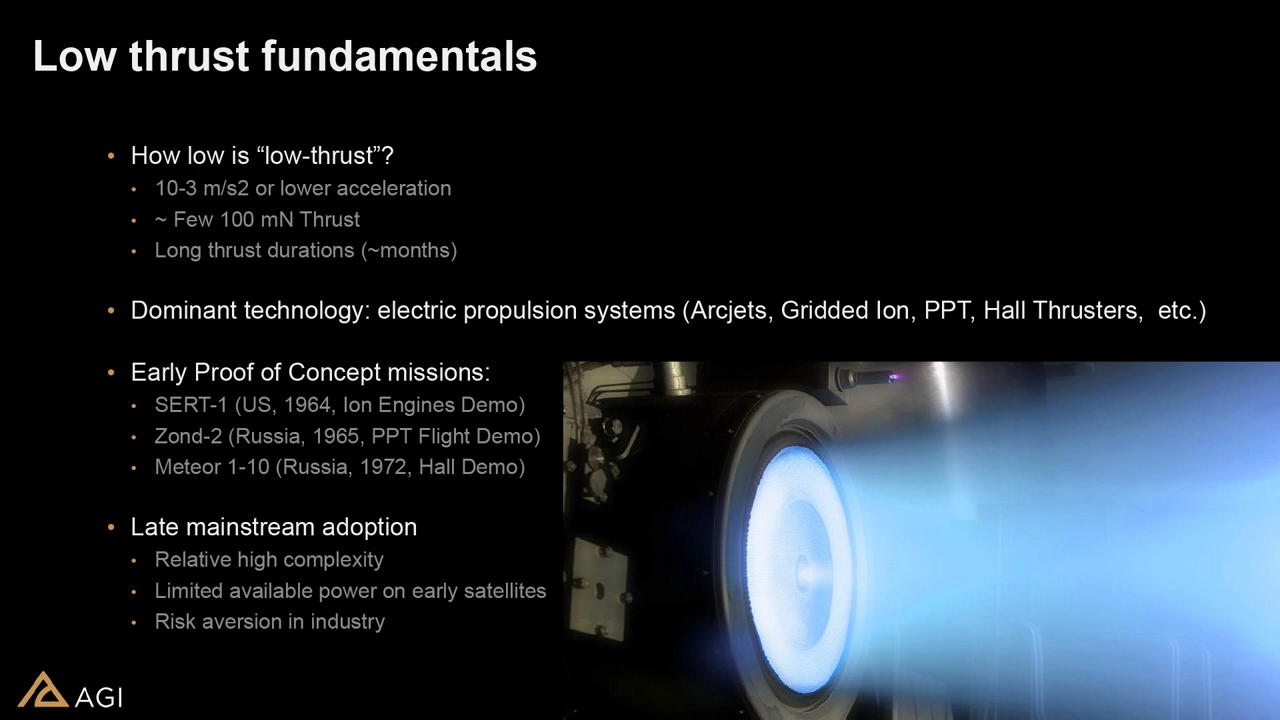 Low thrust fundamentals
• How low is “low-thrust”?
• 10-3 m/s2 or lower acceleration
• ~ Few 100 mN Thrust
• Long thrust durations (~months)
• Dominant technology: electric propulsion systems (Arcjets, Gridded Ion, PPT, Hall Thrusters,  etc.)
• Early Proof of Concept missions:
• SERT-1 (US, 1964, Ion Engines Demo)
• Zond-2 (Russia, 1965, PPT Flight Demo)
• Meteor 1-10 (Russia, 1972, Hall Demo)
• Late mainstream adoption
• Relative high complexity
• Limited available power on early satellites
• Risk aversion in industry
AGI